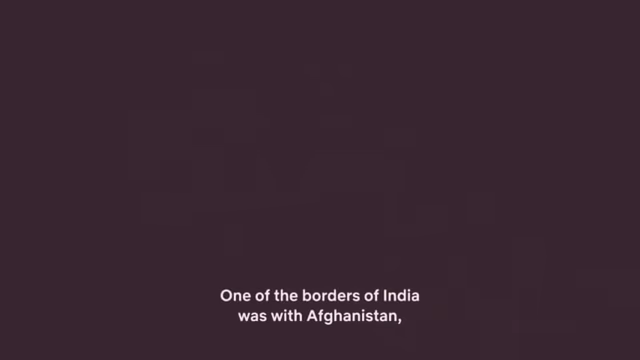 One of the borders of India
was with Afghanistan,